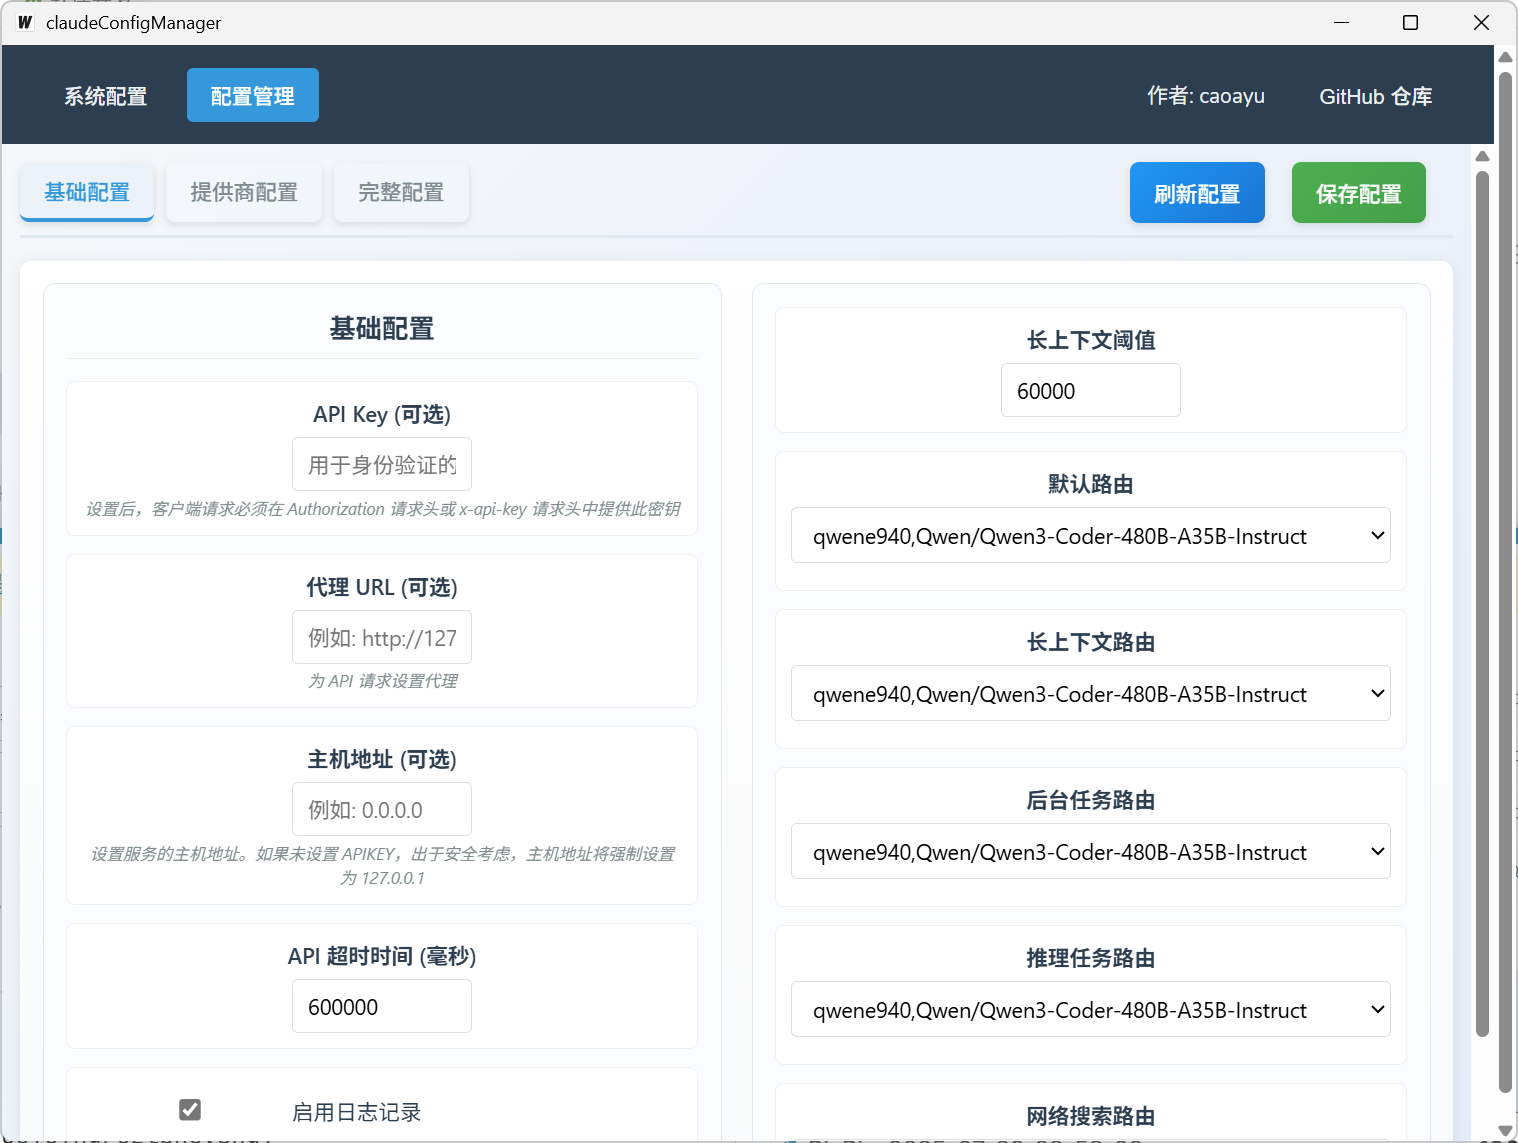 claudeConfigManager
系统配置
配置管理
作者: caoayu
GitHub 仓库
基础配置
提供商配置
完整配置
刷新配置
保存配置
基础配置
API Key (可选)
用于身份验证的
设置后，客户端请求必须在 Authorization 请求头或 x-api-key 请求头中提供此密钥
代理 URL (可选)
例如: http://127
为 API 请求设置代理
主机地址 (可选)
例如: 0.0.0.0
设置服务的主机地址。如果未设置 APIKEY，出于安全考虑，主机地址将强制设置
为 127.0.0.1
API 超时时间 (毫秒)
600000
启用日志记录
长上下文阈值
60000
默认路由
qwene940,Qwen/Qwen3-Coder-480B-A35B-Instruct
长上下文路由
qwene940,Qwen/Qwen3-Coder-480B-A35B-Instruct
后台任务路由
qwene940,Qwen/Qwen3-Coder-480B-A35B-Instruct
推理任务路由
qwene940,Qwen/Qwen3-Coder-480B-A35B-Instruct
网络搜索路由